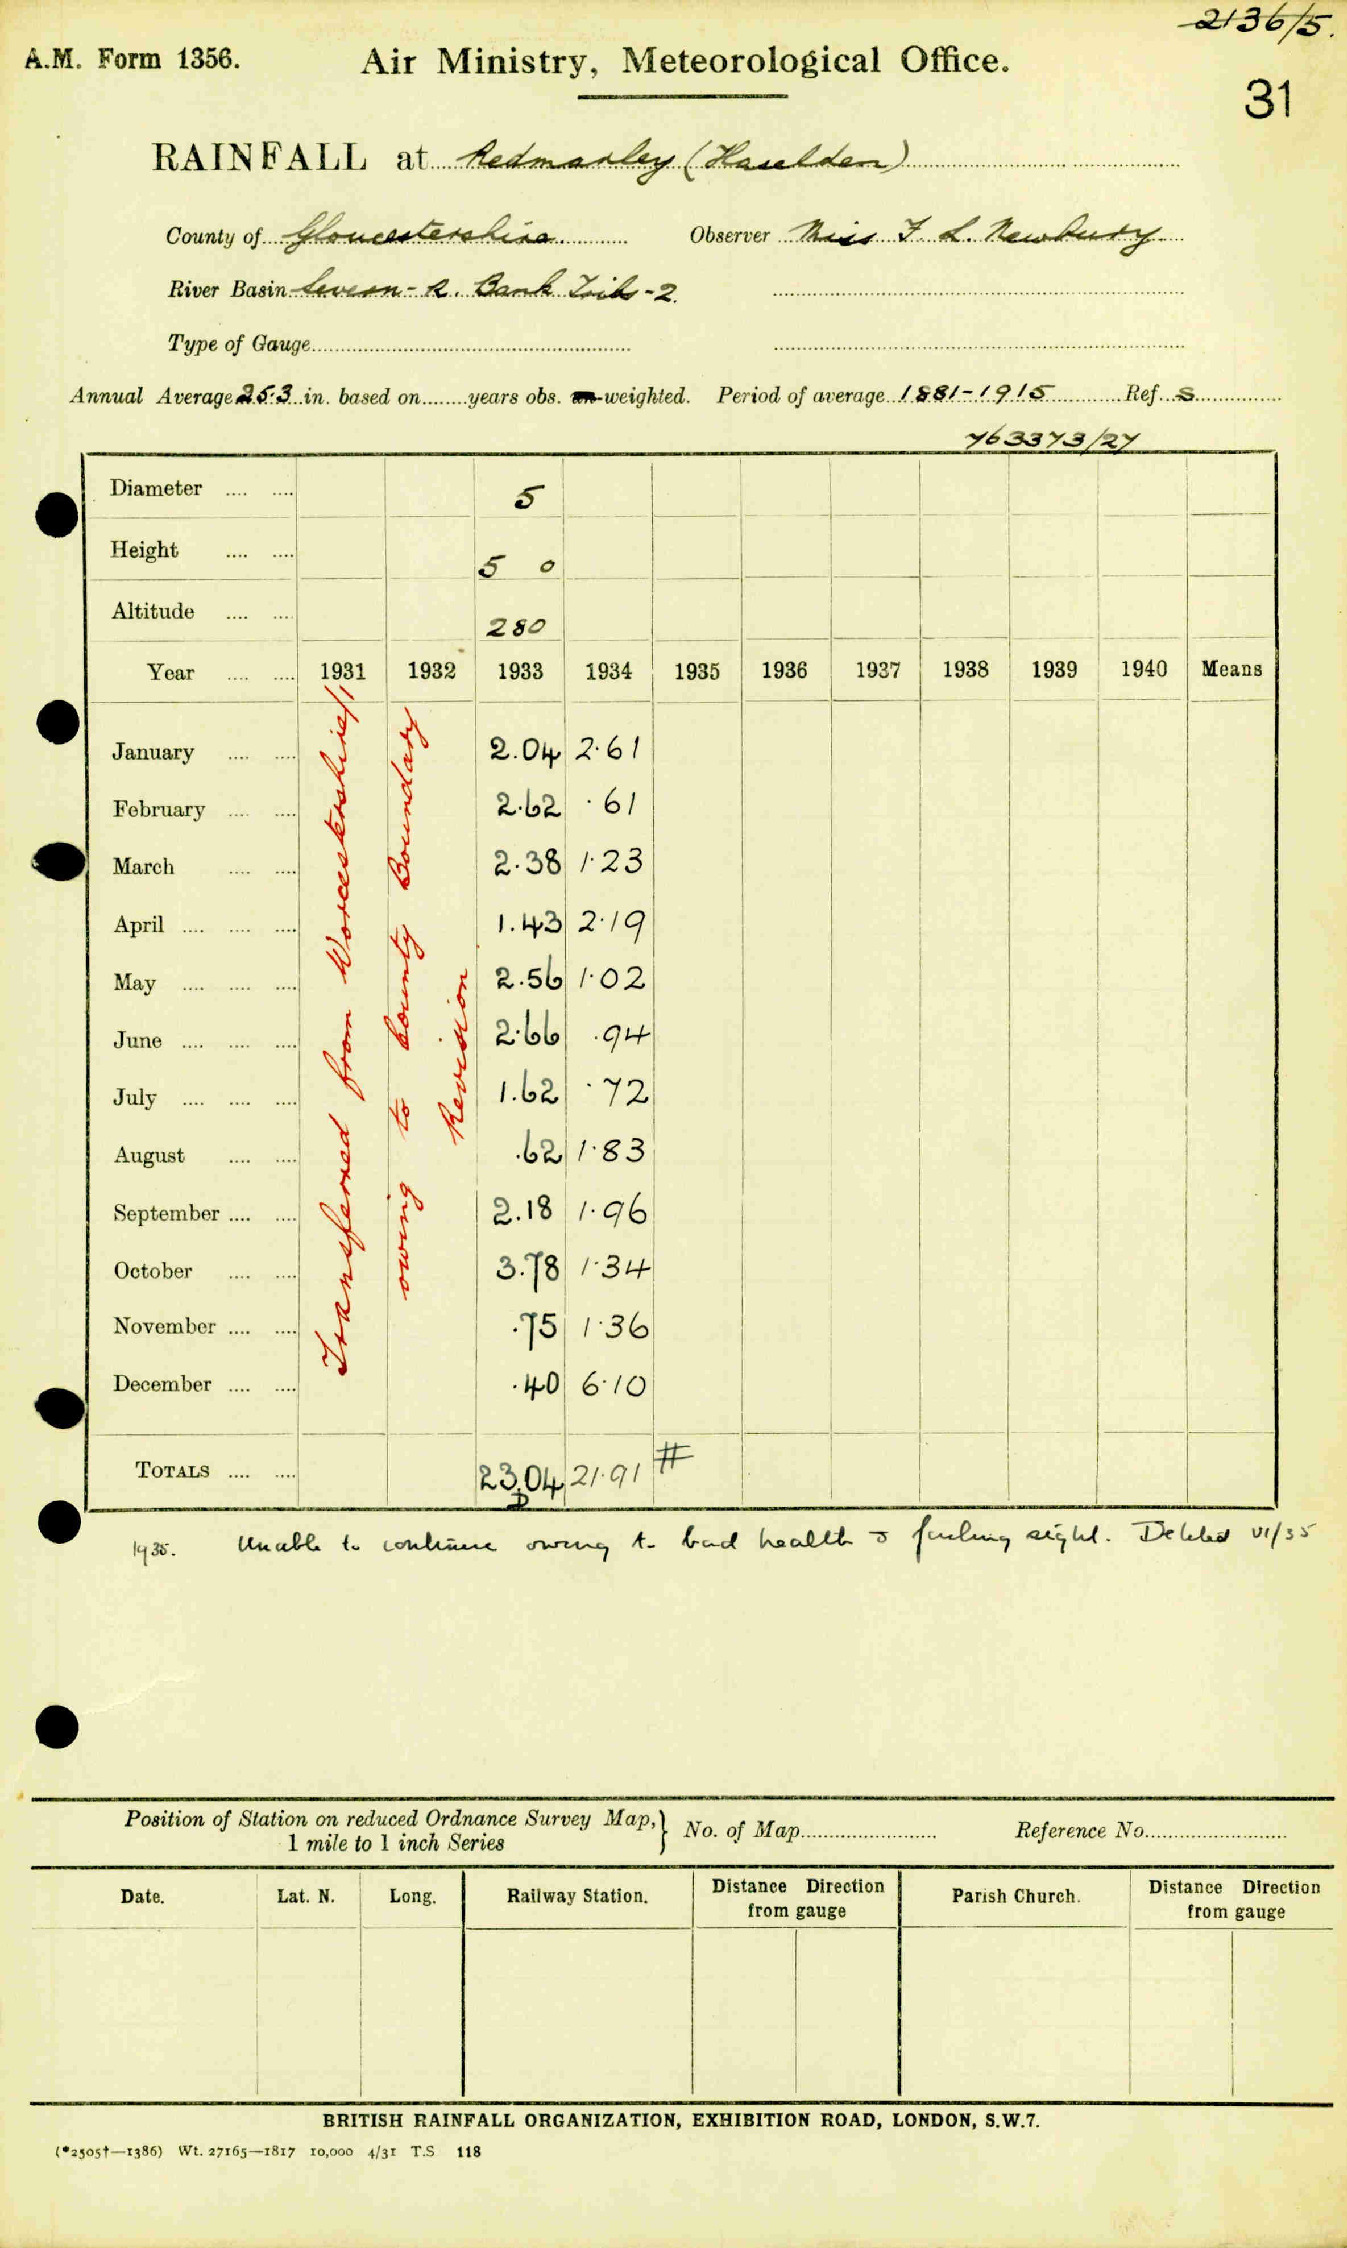 2136/5.
A.M. Form 1356. Air Ministry, Meteorological Office.
31
RAINFALL at Redmarley (Haselden)
County of Gloucestershire Observer Miss F. L. Newbury
River Basin Severn - R. Bank Tribs - 2.
Type of Gauge
Annual Average 25.3 in. based on years obs. un-weighted. Period of average 1881-1915 Ref. S
763373/27
Diameter .... .... 5
Height .... .... 5 0
Altitude .... .... 280
Year .... .... 1931 1932 1933 1934 1935 1936 1937 1938 1939 1940 Means
Transferred from Worcestershire
owing to County Boundary
Revision
January .... .... 2.04 2.61
February .... .... 2.62 .61
March .... .... 2.38 1.23
April .... .... .... 1.43 2.19
May .... .... .... 2.56 1.02
June .... .... .... 2.66 .94
July .... .... .... 1.62 .72
August .... .... .62 1.83
September .... .... 2.18 1.96
October .... .... 3.78 1.34
November .... .... .75 1.36
December .... .... .40 6.10
TOTALS .... .... 23.04 21.91 #
D
1935. Unable to continue owing to bad health & failing sight. Deleted VI/35
Position of Station on reduced Ordnance Survey Map, } No. of Map Reference No.
1 mile to 1 inch Series
Date. Lat. N. Long. Railway Station. Distance Direction from gauge Parish Church. Distance Direction from gauge
BRITISH RAINFALL ORGANIZATION, EXHIBITION ROAD, LONDON, S.W.7.
(*2505†—1386) Wt. 27165—1817 10,000 4/31 T.S 118